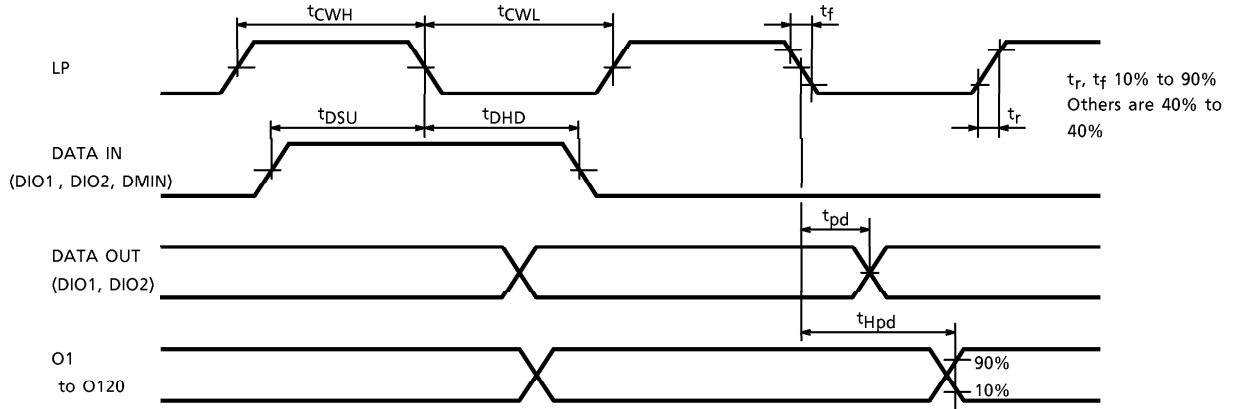 tCWH
tCWL
tf
LP
tr, tf 10% to 90%
Others are 40% to
40%
tDSU
tDHD
tr
DATA IN
(DIO1 , DIO2, DMIN)
tpd
DATA OUT
(DIO1, DIO2)
tHpd
O1
to O120
90%
10%